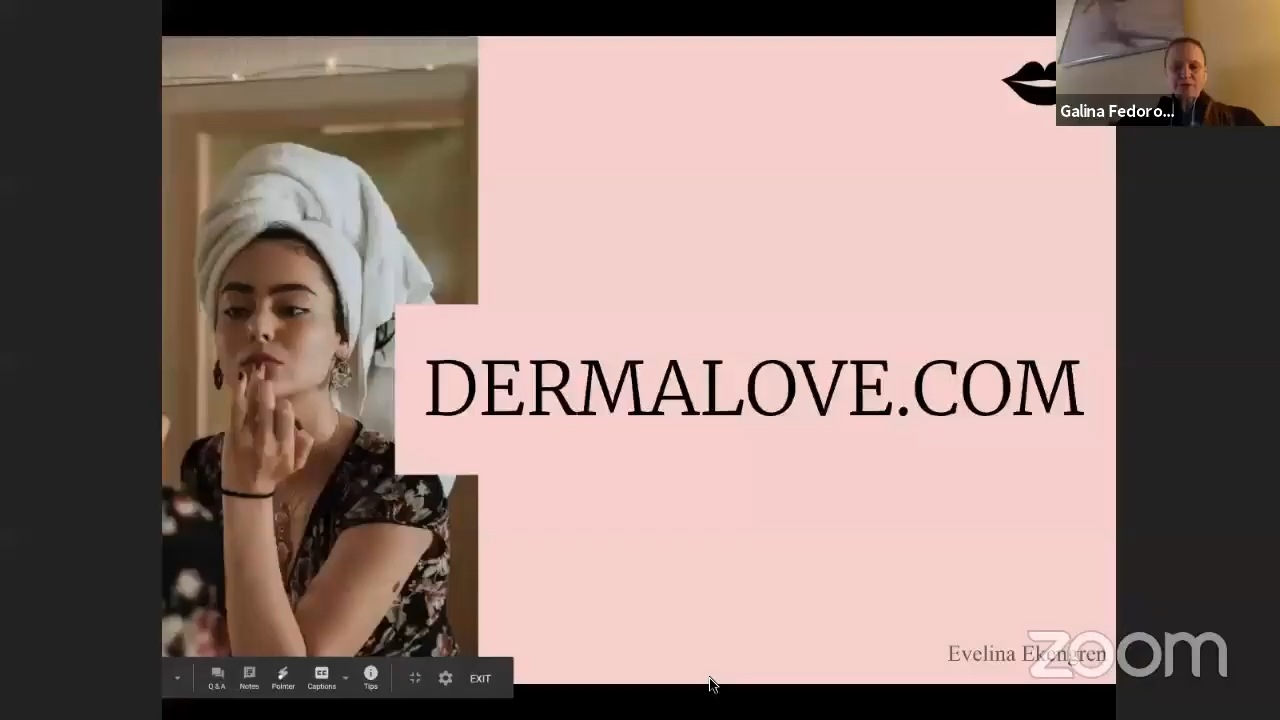 Galina Fedoro...
DERMALOVE.COM
Evelina Ekengren
zoom
Q&A Notes Pointer Captions Tips EXIT